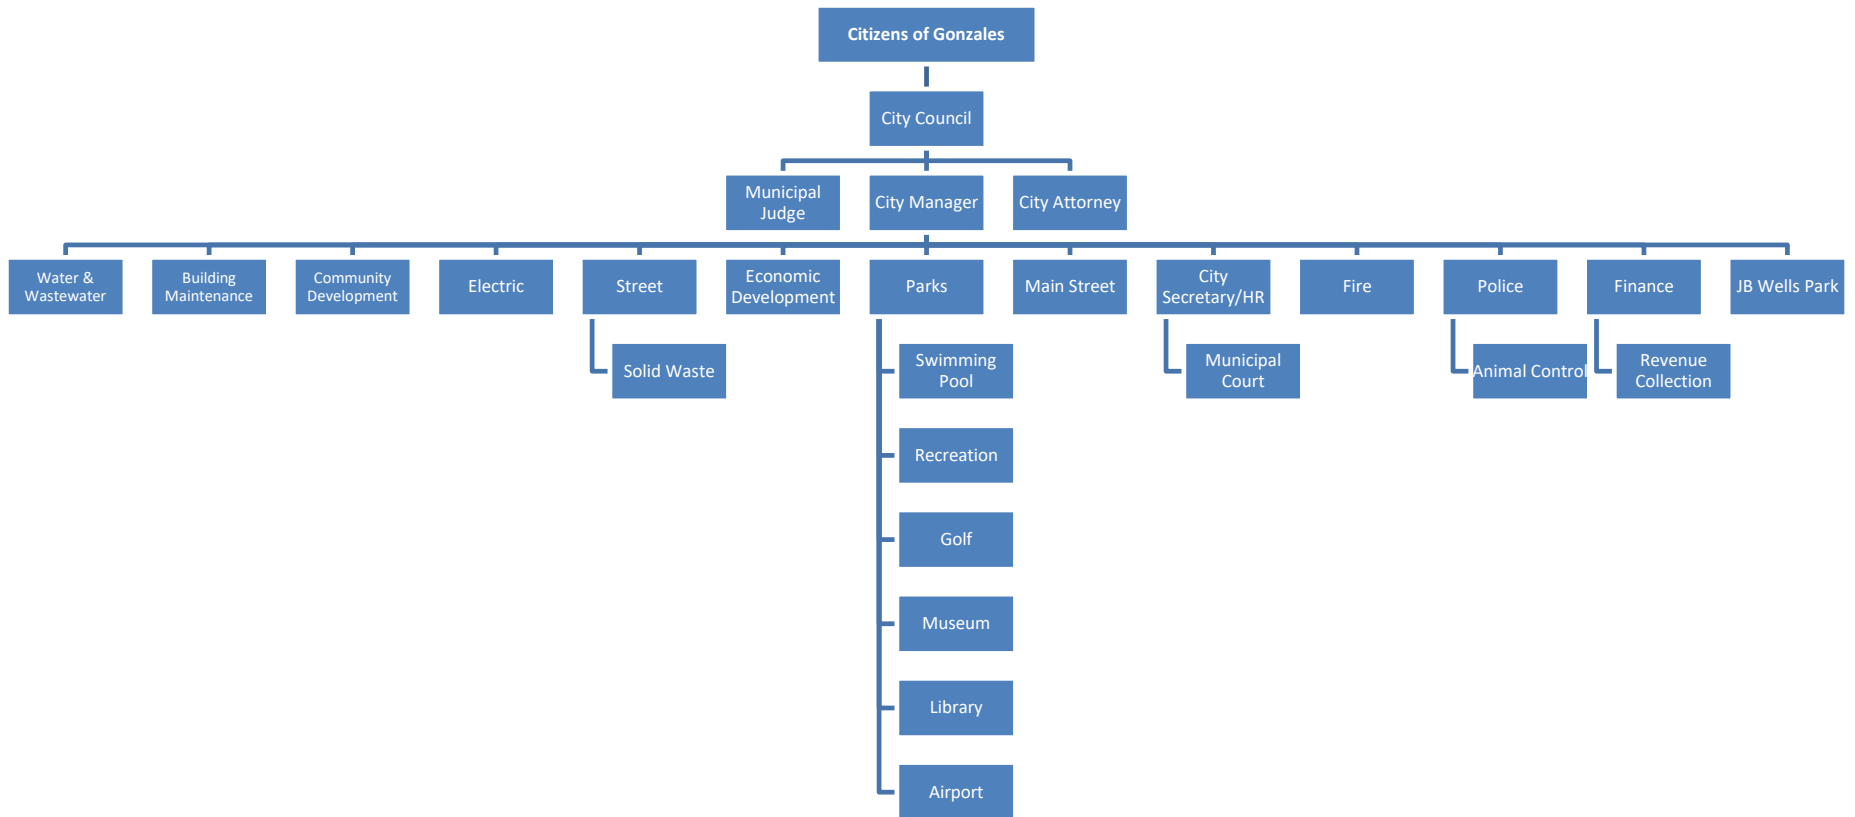 Citizens of Gonzales
City Council
Municipal
Judge
City Manager
City Attorney
Water &
Wastewater
Building
Maintenance
Community
Development
Electric
Street
Economic
Development
Parks
Main Street
City
Secretary/HR
Fire
Police
Finance
JB Wells Park
Solid Waste
Swimming
Pool
Municipal
Court
Animal Control
Revenue
Collection
Recreation
Golf
Museum
Library
Airport